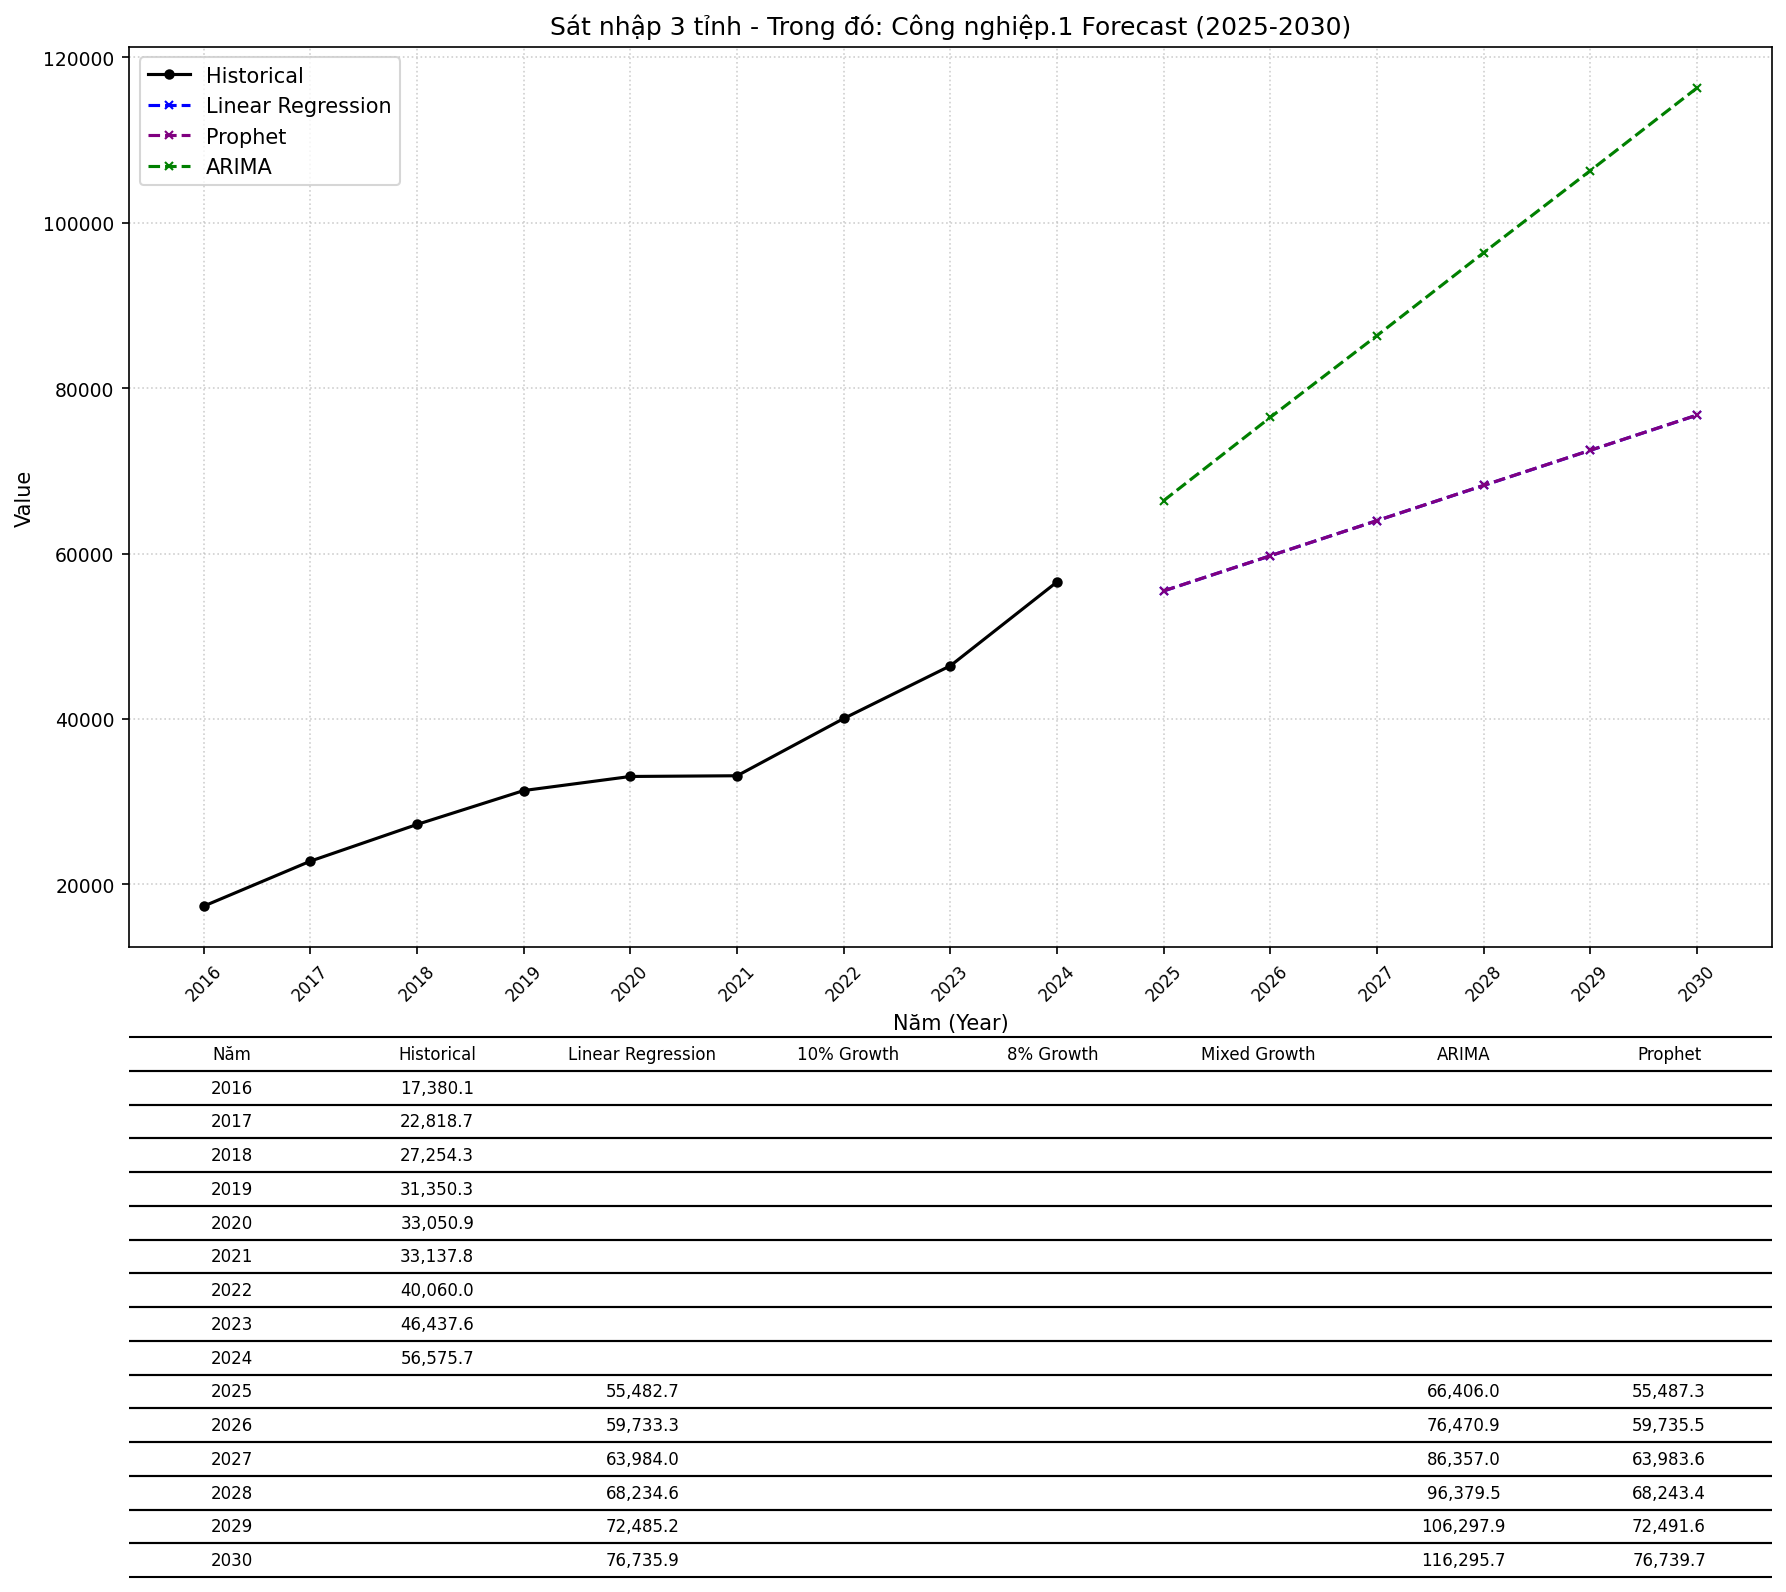 Sát nhập 3 tỉnh - Trong đó: Công nghiệp.1 Forecast (2025-2030)
Historical
Linear Regression
Prophet
ARIMA
Value
120000
100000
80000
60000
40000
20000
2016 2017 2018 2019 2020 2021 2022 2023 2024 2025 2026 2027 2028 2029 2030
Năm (Year)
Năm Historical Linear Regression 10% Growth 8% Growth Mixed Growth ARIMA Prophet
2016 17,380.1
2017 22,818.7
2018 27,254.3
2019 31,350.3
2020 33,050.9
2021 33,137.8
2022 40,060.0
2023 46,437.6
2024 56,575.7
2025 55,482.7 66,406.0 55,487.3
2026 59,733.3 76,470.9 59,735.5
2027 63,984.0 86,357.0 63,983.6
2028 68,234.6 96,379.5 68,243.4
2029 72,485.2 106,297.9 72,491.6
2030 76,735.9 116,295.7 76,739.7